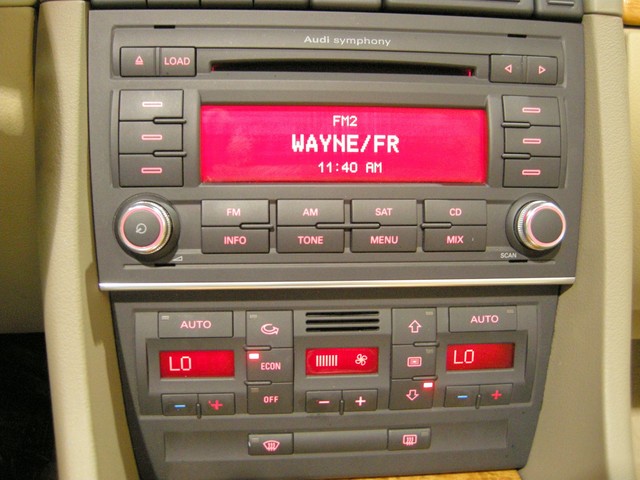 Audi symphony
LOAD
FM2
WAYNE/FR
11:40 AM
FM AM SAT CD
INFO TONE MENU MIX
SCAN
AUTO AUTO
LO ECON LO
OFF